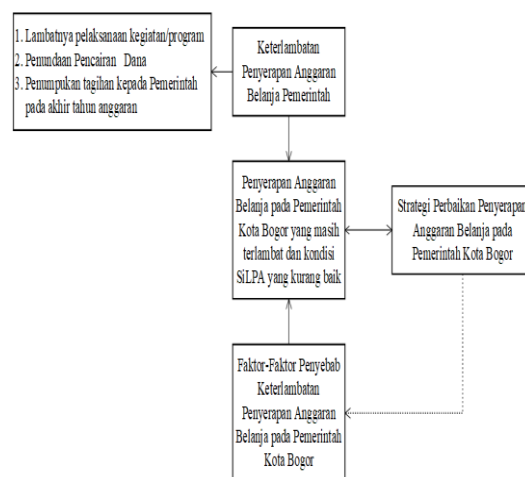 1. Lambatnya pelaksanaan kegiatan/program
2. Penundaan Pencairan Dana
3. Penumpukan tagihan kepada Pemerintah
pada akhir tahun anggaran
Keterlambatan
Penyerapan Anggaran
Belanja Pemerintah
Penyerapan Anggaran
Belanja pada Pemerintah
Kota Bogor yang masih
terlambat dan kondisi
SiLPA yang kurang baik
Strategi Perbaikan Penyerapan
Anggaran Belanja pada
Pemerintah Kota Bogor
Faktor-Faktor Penyebab
Keterlambatan
Penyerapan Anggaran
Belanja pada Pemerintah
Kota Bogor